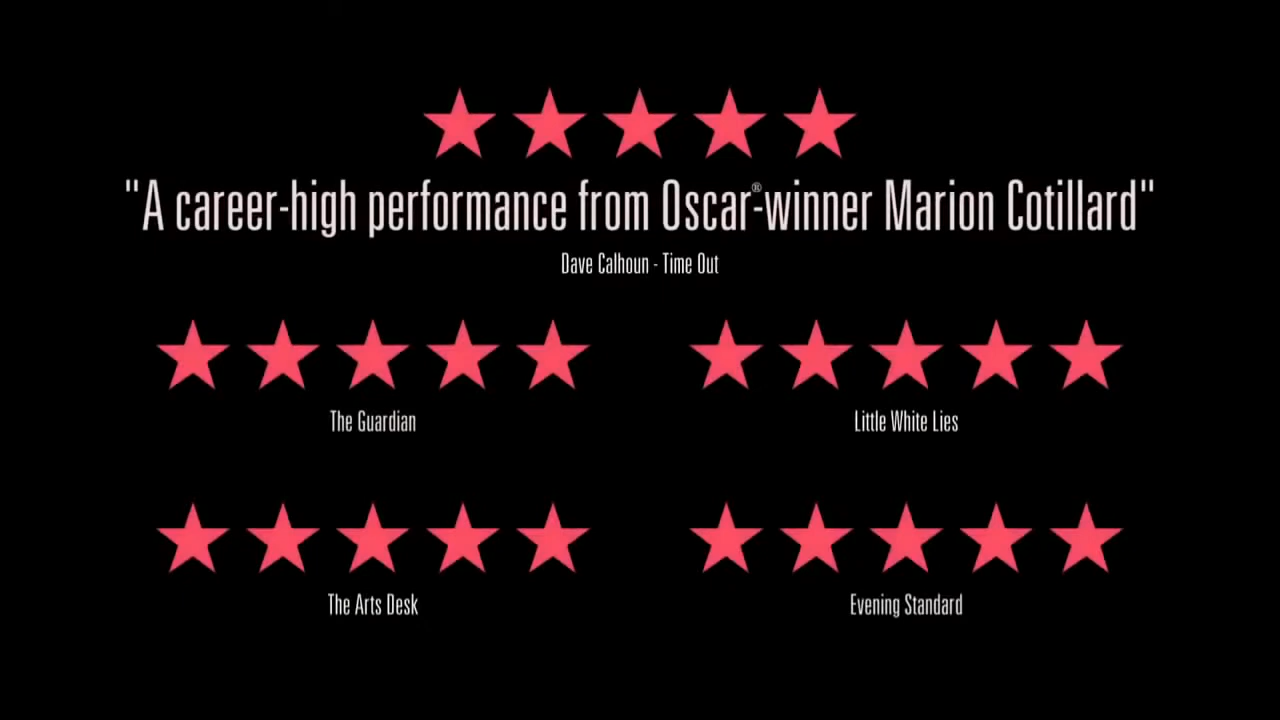 "A career-high performance from Oscar®-winner Marion Cotillard"
Dave Calhoun - Time Out
The Guardian
Little White Lies
The Arts Desk
Evening Standard